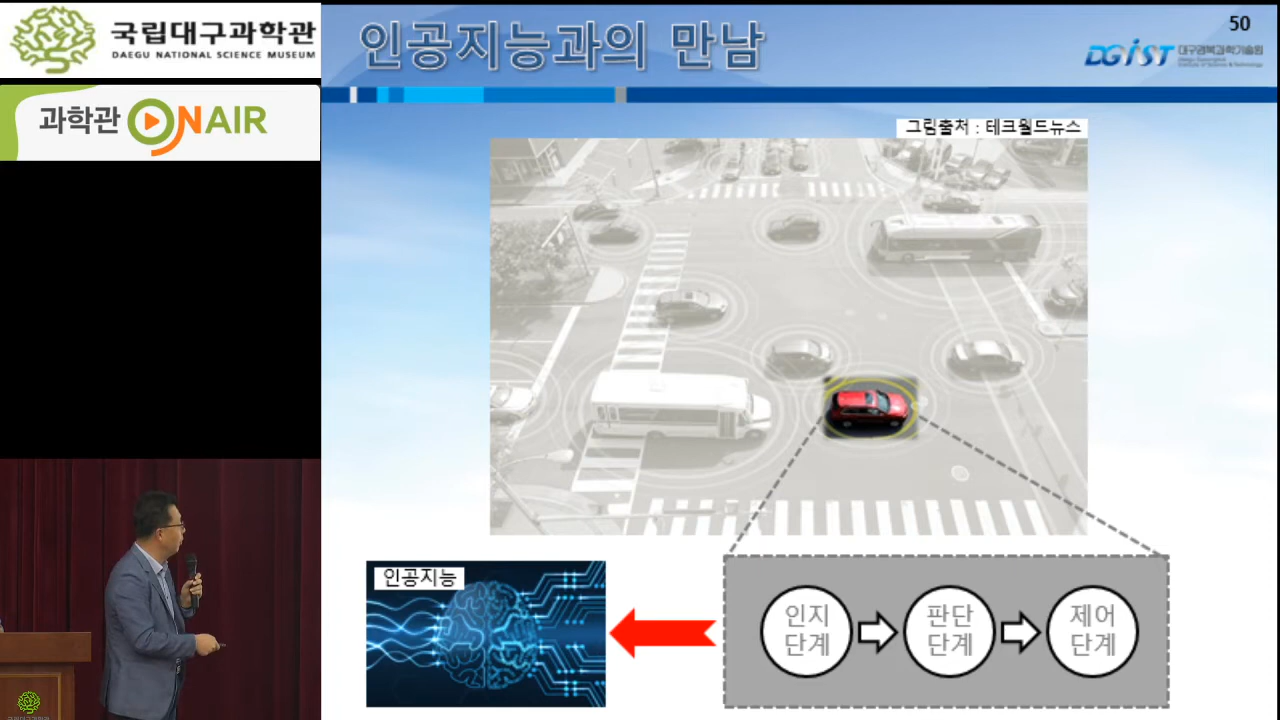 국립대구과학관
DAEGU NATIONAL SCIENCE MUSEUM
과학관 ONAIR
인공지능과의 만남
50
DGIST 대구경북과학기술원
그림출처 : 테크월드뉴스
인공지능
인지
단계
판단
단계
제어
단계